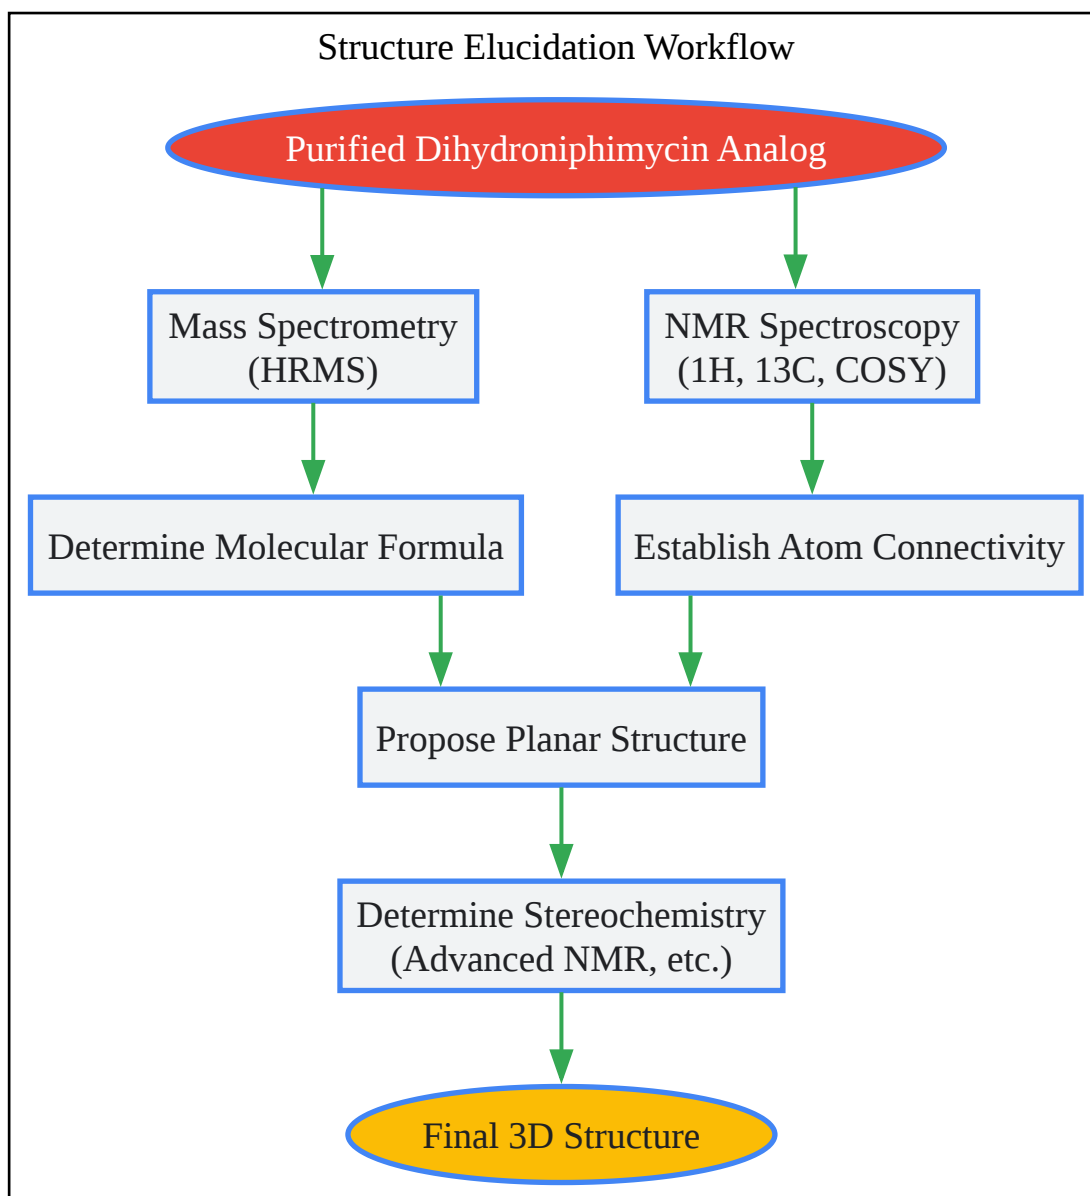 Structure Elucidation Workflow
Purified Dihydroniphimycin Analog
Mass Spectrometry
(HRMS)
NMR Spectroscopy
(1H, 13C, COSY)
Determine Molecular Formula
Establish Atom Connectivity
Propose Planar Structure
Determine Stereochemistry
(Advanced NMR, etc.)
Final 3D Structure